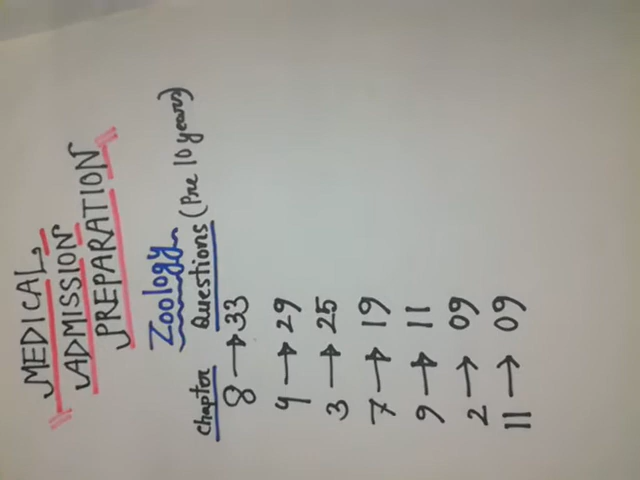 "MEDICAL
ADMISSION
PREPARATION"
Zoology
Chapter Questions (Pre 10 years)
8 → 33
4 → 29
3 → 25
7 → 19
9 → 11
2 → 09
11 → 09